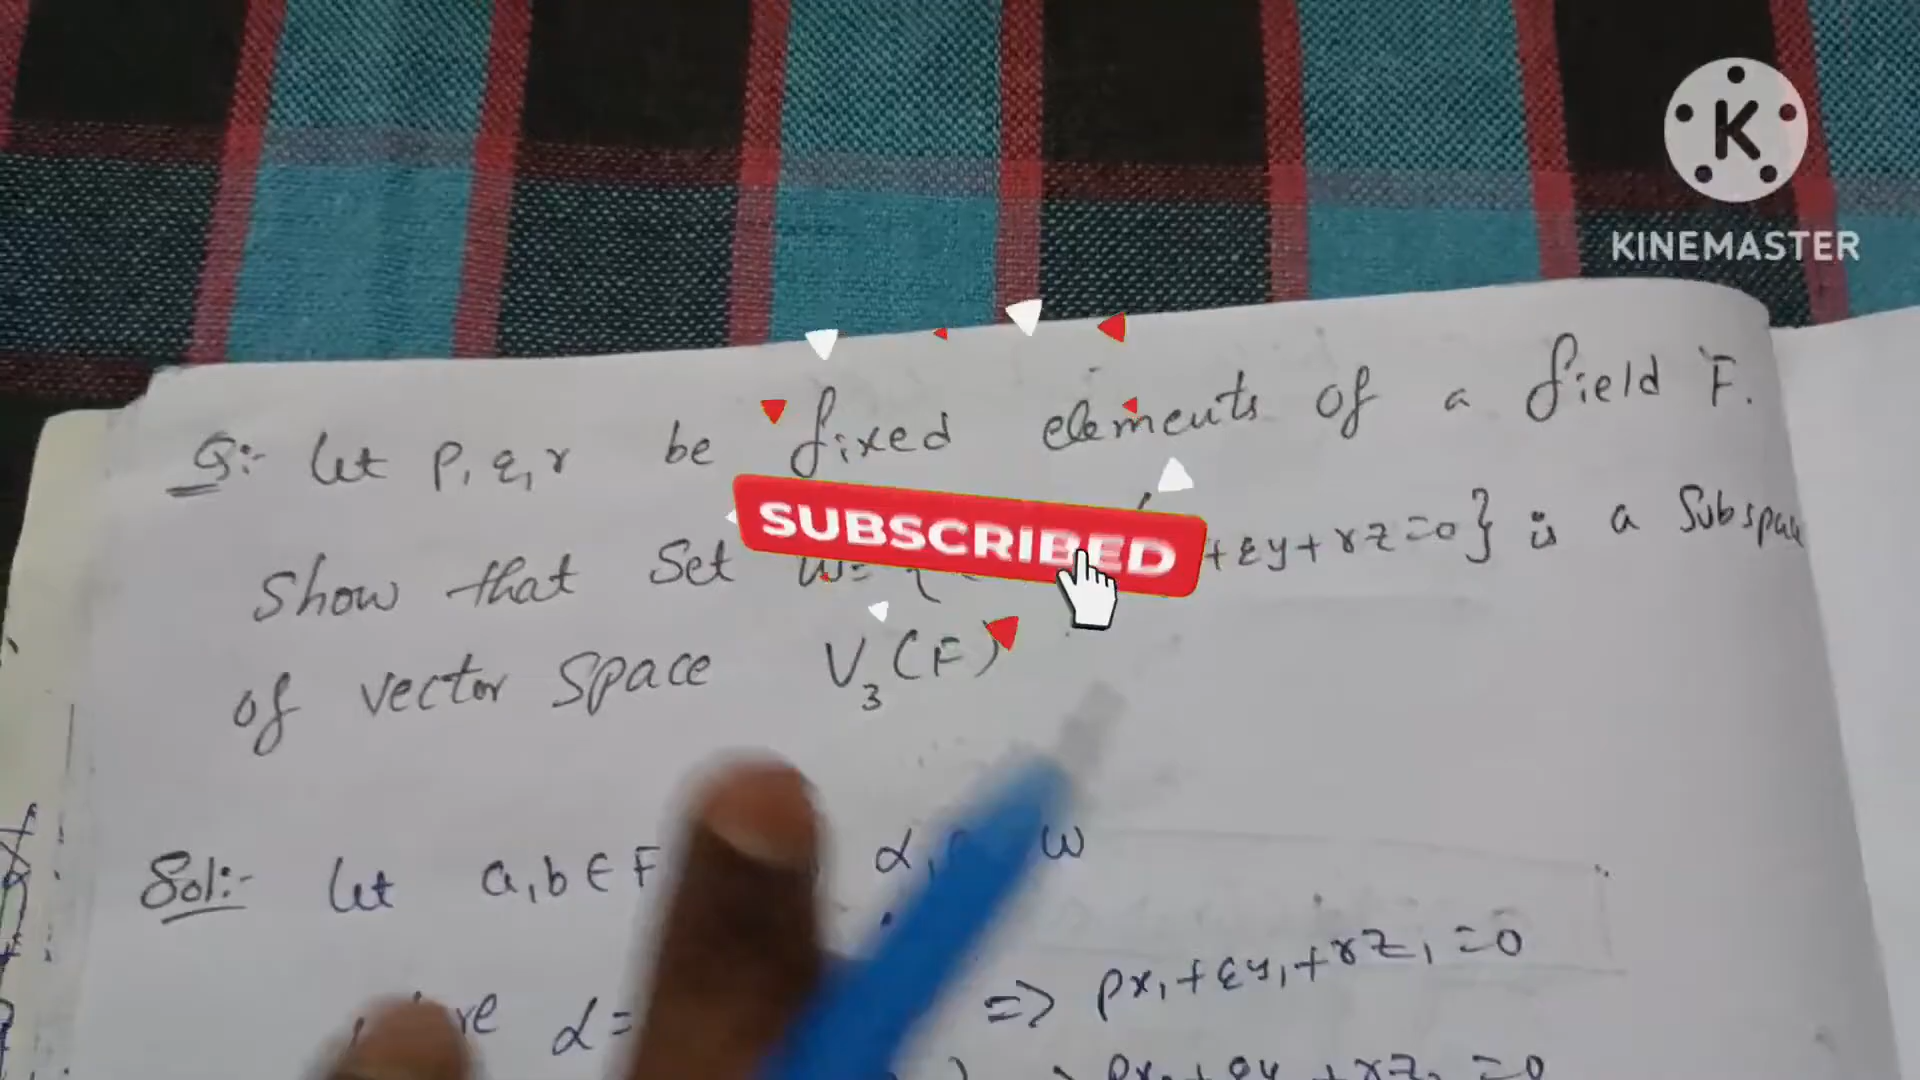 KINEMASTER
Q:- Let p, q, r be fixed elements of a field F.
SUBSCRIBED
Show that Set W= { +qy+rz=0} is a Subspace
of vector Space V₃(F)
Sol:- Let a,b ∈ F α, W
α= => px₁+qy₁+rz₁=0